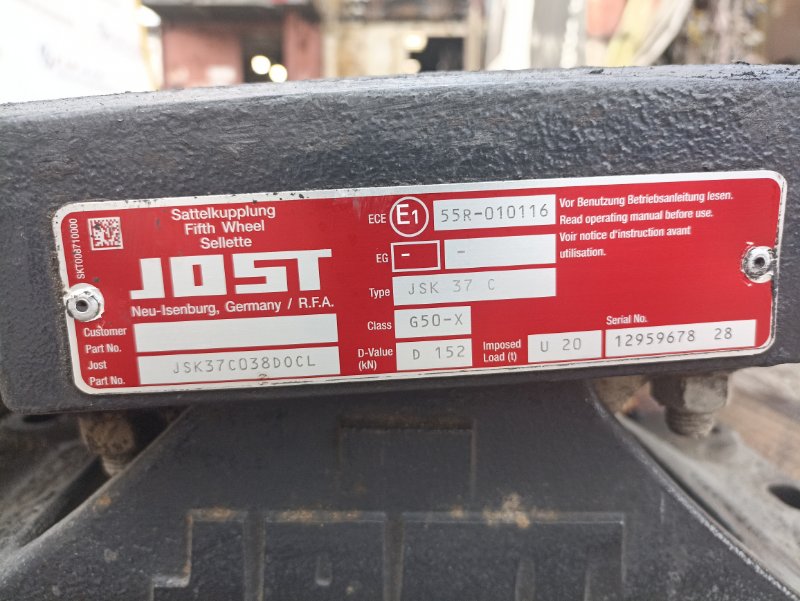 SKT00d710000
Sattelkupplung
Fifth Wheel
Sellette
JOST
Neu-Isenburg, Germany / R.F.A.
Customer
Part No.
Jost
Part No.
JSK37C038D0CL
ECE E1 55R-010116
EG - -
Type JSK 37 C
Class G50-X
D-Value
(kN)
D 152
Imposed
Load (t)
U 20
Serial No.
12959678 28
Vor Benutzung Betriebsanleitung lesen.
Read operating manual before use.
Voir notice d'instruction avant
utilisation.
JOST